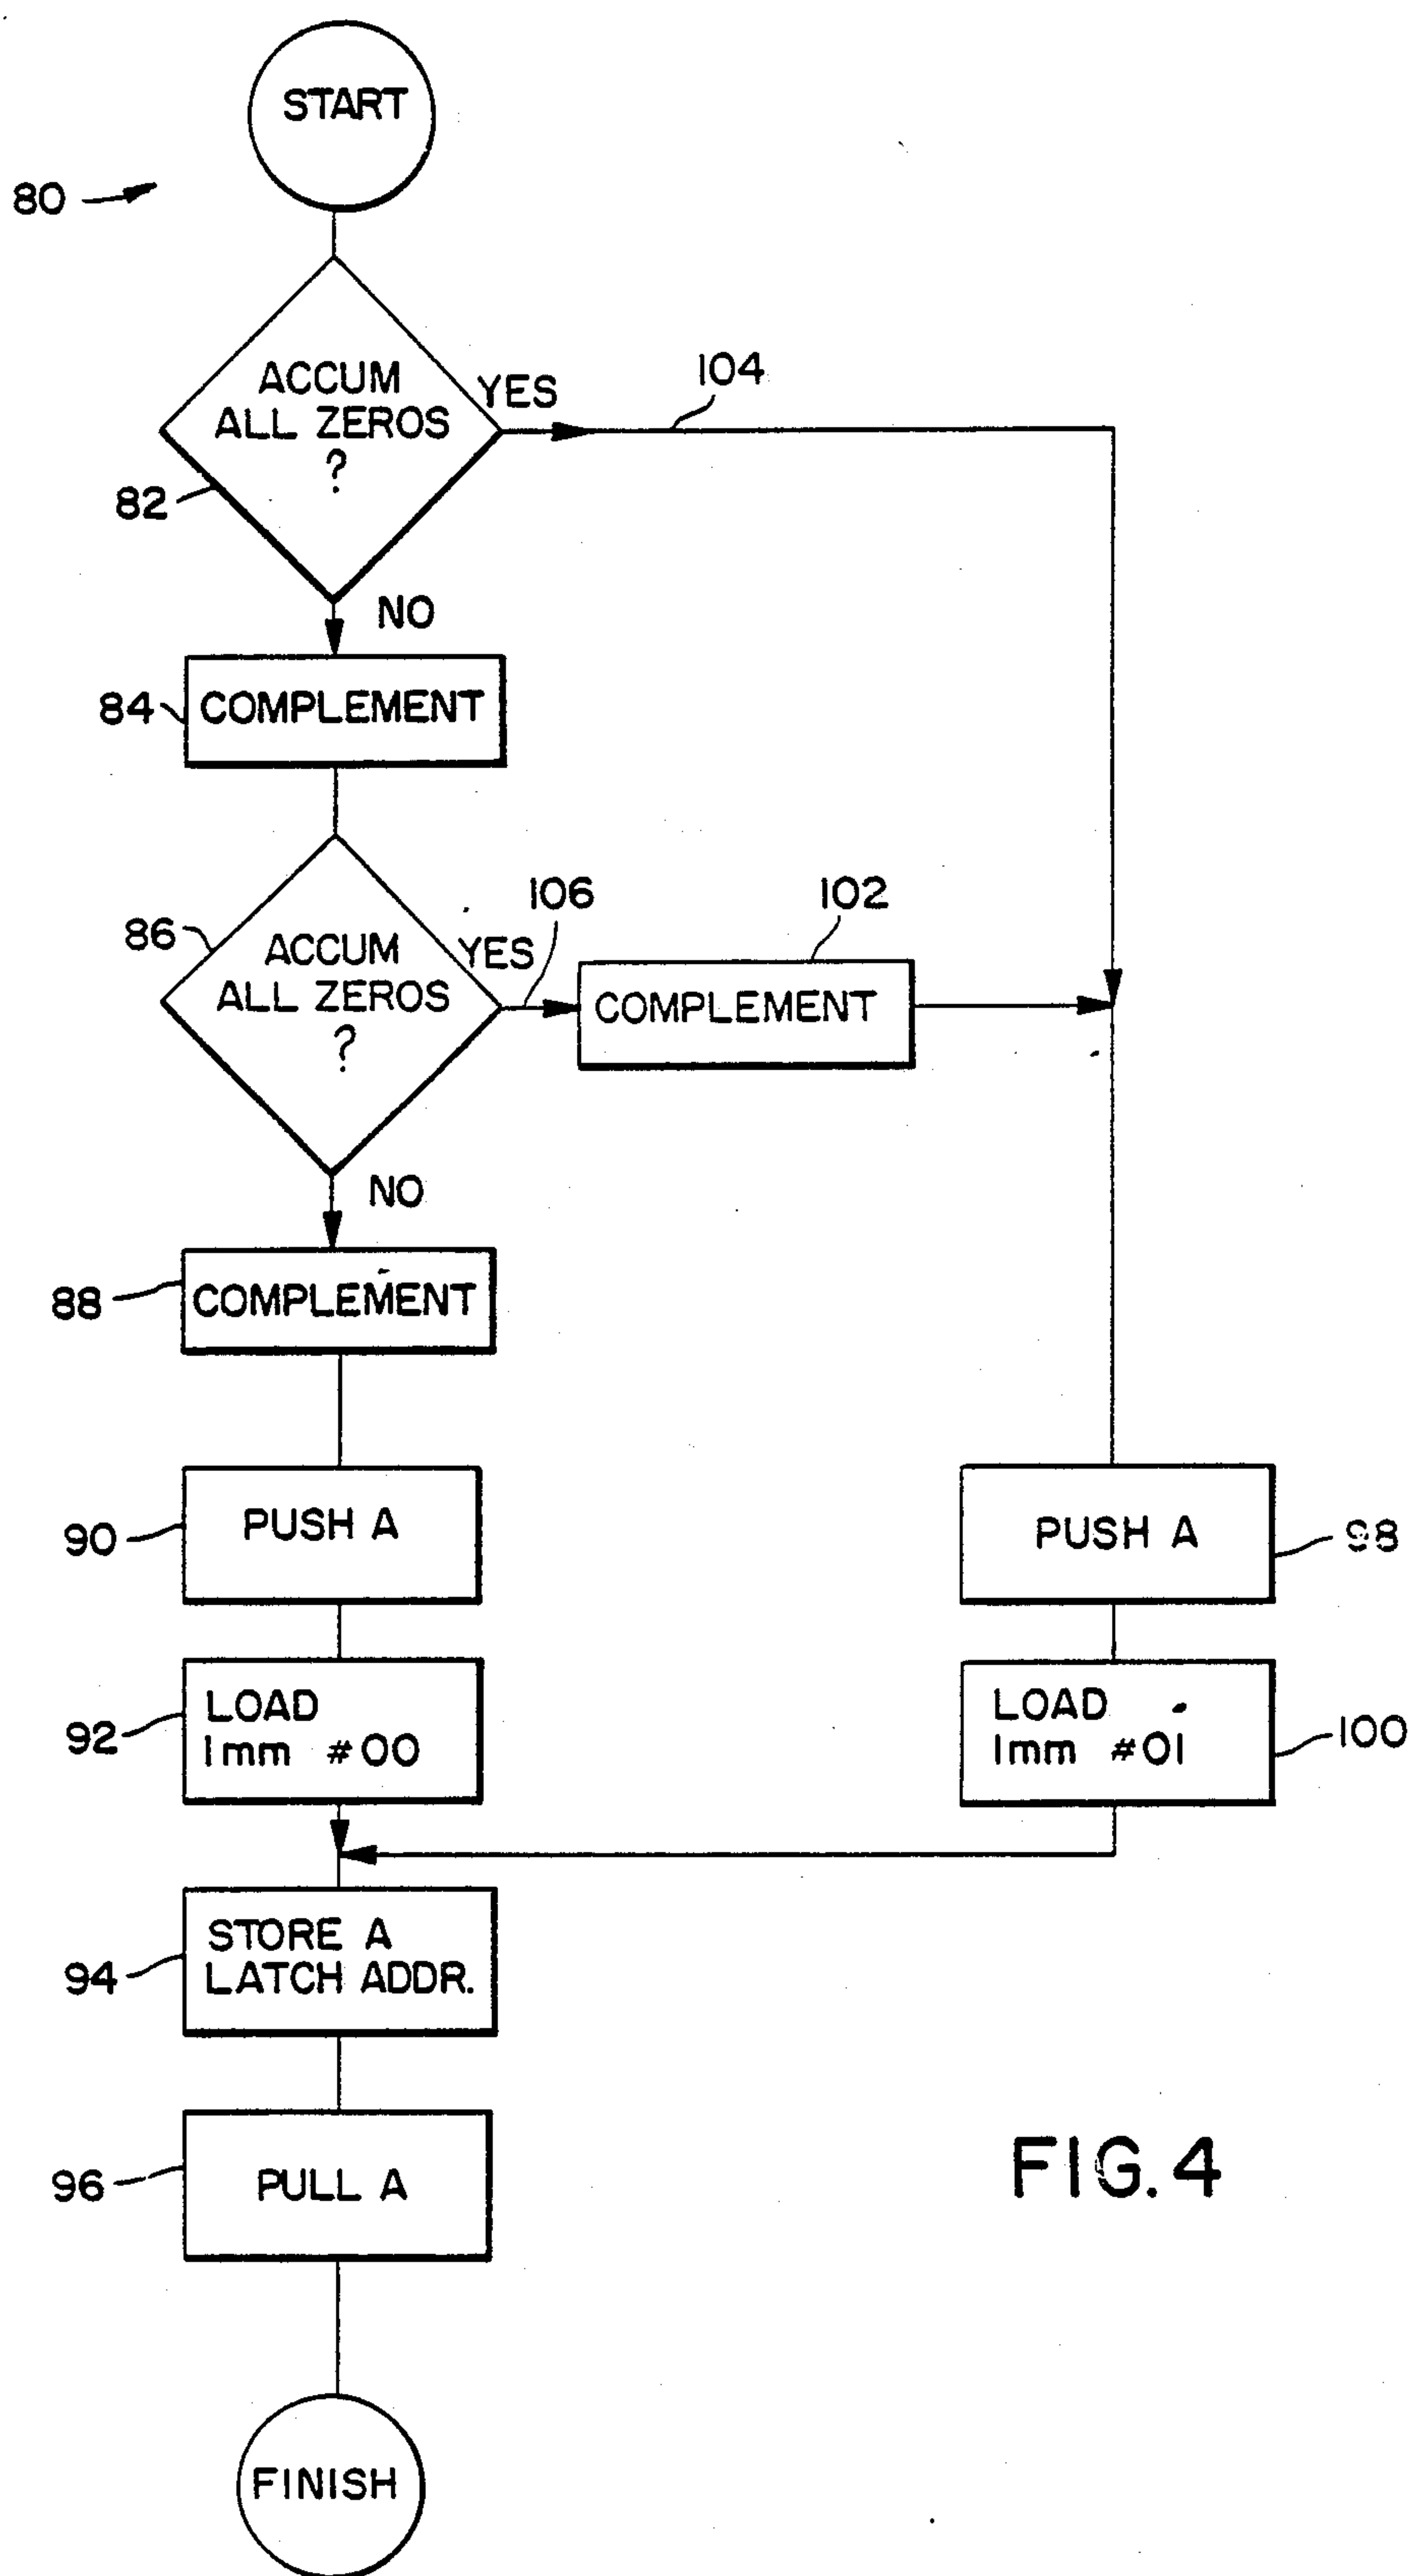 START
80
ACCUM
ALL ZEROS
?
YES
104
82
NO
84
COMPLEMENT
86
ACCUM
ALL ZEROS
?
YES
106
102
COMPLEMENT
NO
88
COMPLEMENT
90
PUSH A
PUSH A
98
92
LOAD
Imm #00
LOAD
Imm #01
100
94
STORE A
LATCH ADDR.
96
PULL A
FIG. 4
FINISH